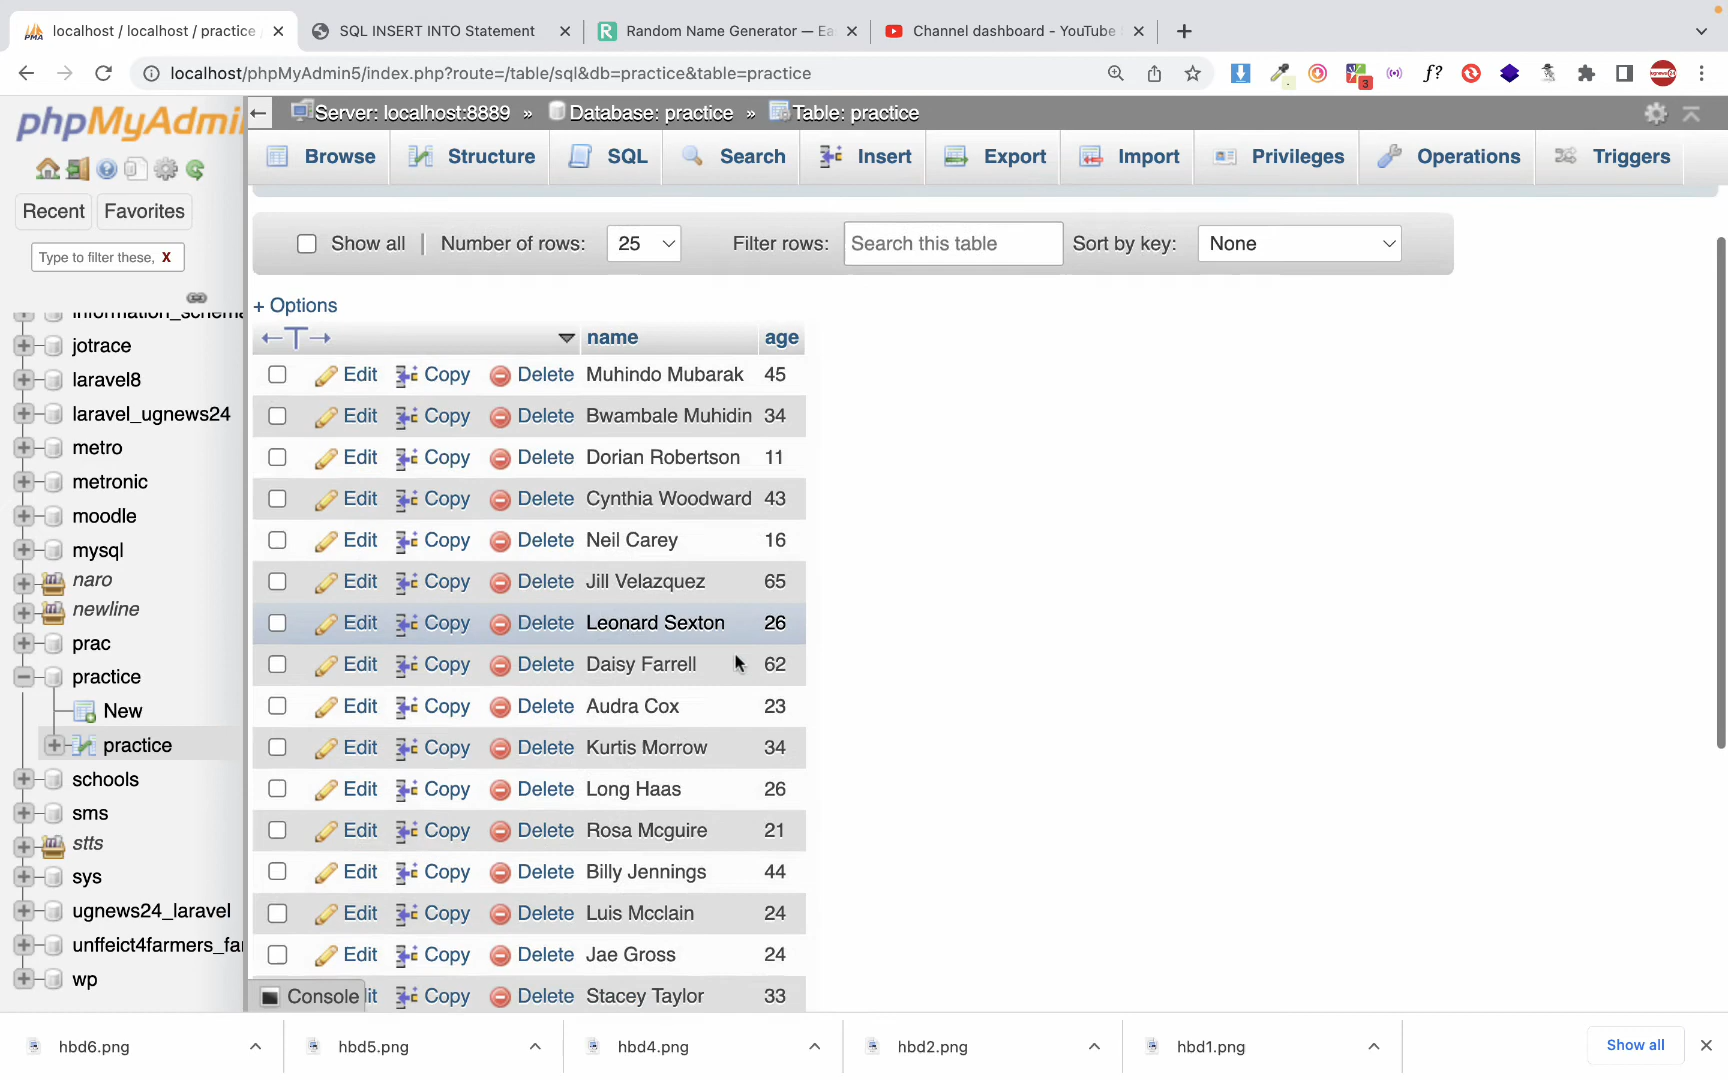 localhost / localhost / practice
SQL INSERT INTO Statement
Random Name Generator — Ea
Channel dashboard - YouTube
localhost/phpMyAdmin5/index.php?route=/table/sql&db=practice&table=practice
phpMyAdmin
Recent
Favorites
Type to filter these, X
information_schema
jotrace
laravel8
laravel_ugnews24
metro
metronic
moodle
mysql
naro
newline
prac
practice
New
practice
schools
sms
stts
sys
ugnews24_laravel
unffeict4farmers_fa
wp
Server: localhost:8889 » Database: practice » Table: practice
Browse Structure SQL Search Insert Export Import Privileges Operations Triggers
Show all | Number of rows: 25 Filter rows: Search this table Sort by key: None
+ Options
←T→ name age
Edit Copy Delete Muhindo Mubarak 45
Edit Copy Delete Bwambale Muhidin 34
Edit Copy Delete Dorian Robertson 11
Edit Copy Delete Cynthia Woodward 43
Edit Copy Delete Neil Carey 16
Edit Copy Delete Jill Velazquez 65
Edit Copy Delete Leonard Sexton 26
Edit Copy Delete Daisy Farrell 62
Edit Copy Delete Audra Cox 23
Edit Copy Delete Kurtis Morrow 34
Edit Copy Delete Long Haas 26
Edit Copy Delete Rosa Mcguire 21
Edit Copy Delete Billy Jennings 44
Edit Copy Delete Luis Mcclain 24
Edit Copy Delete Jae Gross 24
Console it Copy Delete Stacey Taylor 33
hbd6.png
hbd5.png
hbd4.png
hbd2.png
hbd1.png
Show all